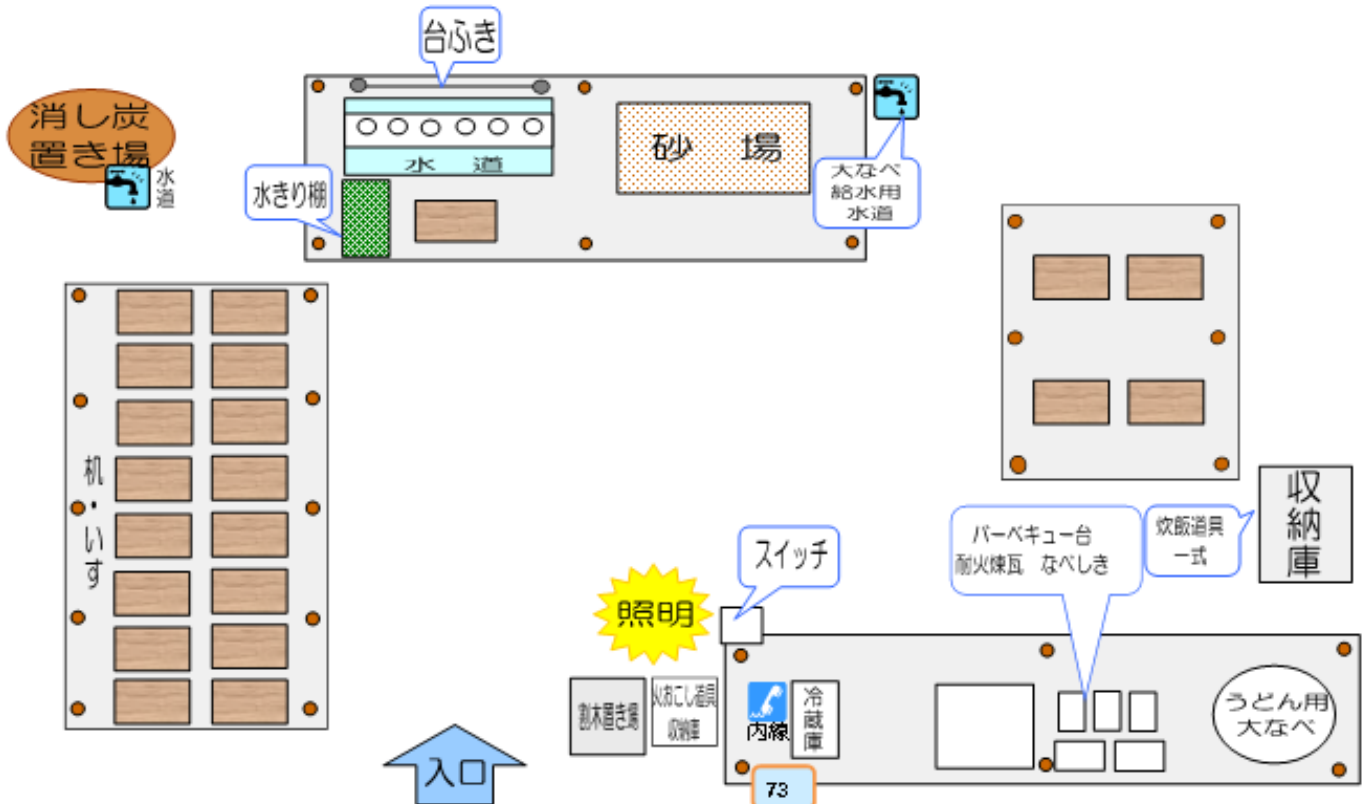 台ふき
消し炭
置き場
水道
水　道
水きり棚
砂　場
大なべ
給水用
水道
机・いす
収納庫
炊飯道具
一式
バーベキュー台
耐火煉瓦　なべしき
スイッチ
照明
割木置き場
火おこし道具
収納庫
内線
冷蔵庫
うどん用
大なべ
入口
73